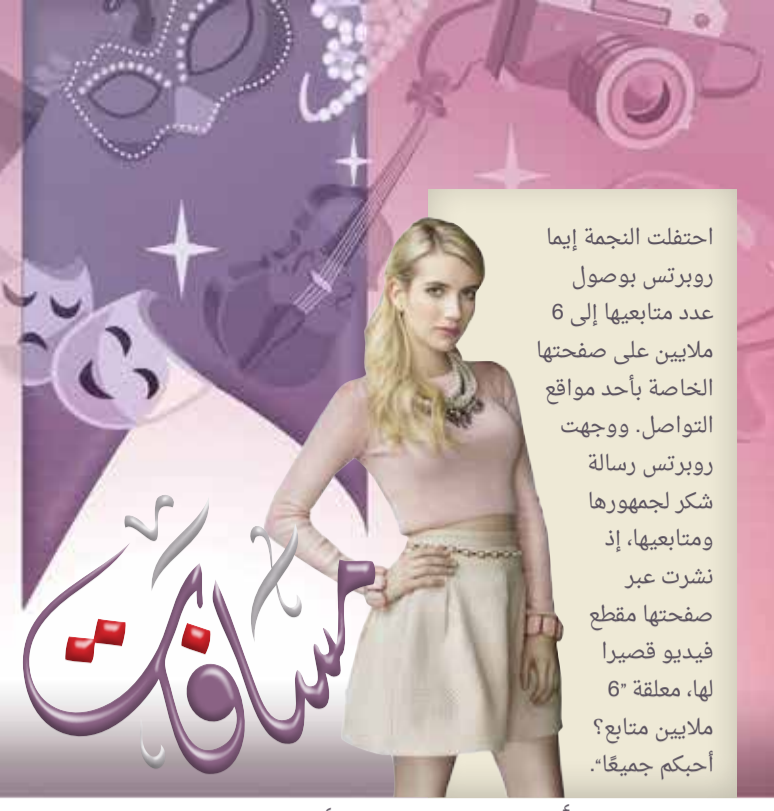 احتفلت النجمة إيما
روبرتس بوصول
عدد متابعيها إلى 6
ملايين على صفحتها
الخاصة بأحد مواقع
التواصل. ووجهت
روبرتس رسالة
شكر لجمهورها
ومتابعيها، إذ
نشرت عبر
صفحتها مقطع
فيديو قصيرا
لها، معلقة "6
ملايين متابع؟
أحبكم جميعًا".
مسافات